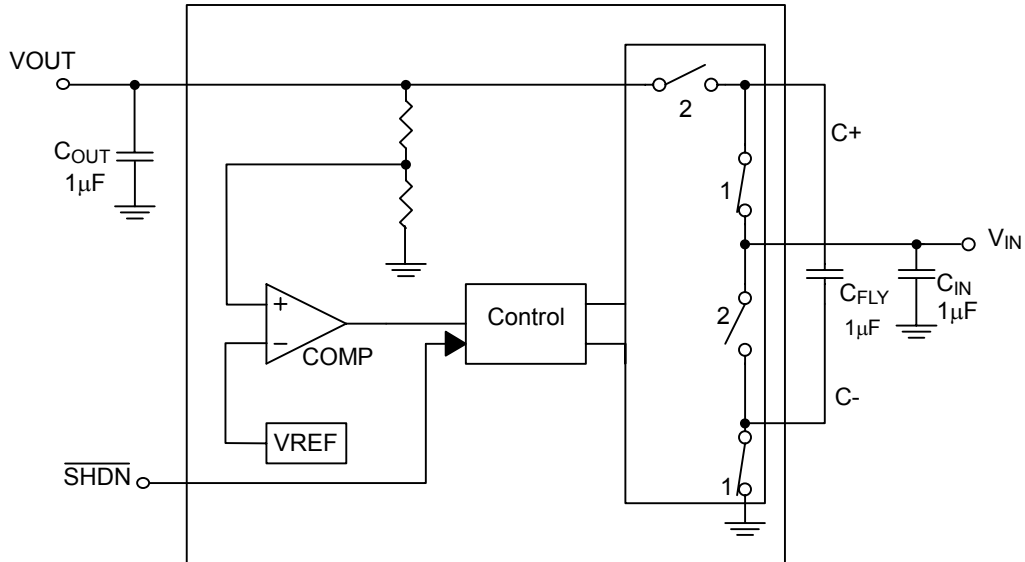 VOUT
2
C+
COUT
1µF
1
VIN
+
−
COMP
Control
2
CFLY
1µF
CIN
1µF
C-
VREF
SHDN
1